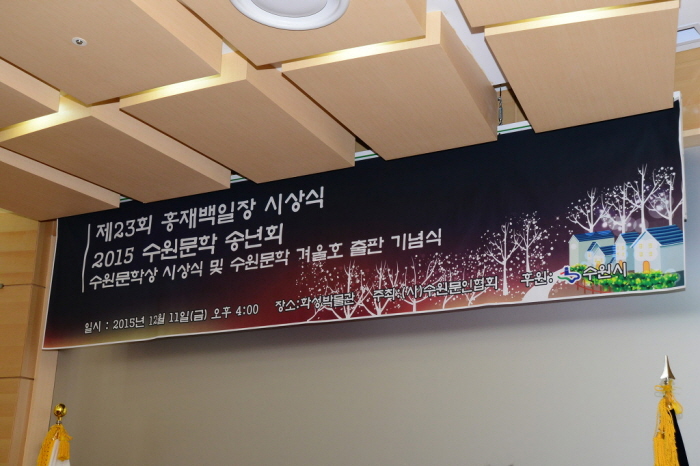 제23회 홍재백일장 시상식
2015 수원문학 송년회
수원문학상 시상식 및 수원문학 겨울호 출판 기념식
일시 : 2015년 12월 11일(금) 오후 4:00 장소:화성박물관 주최:(사)수원문인협회 후원: 수원시